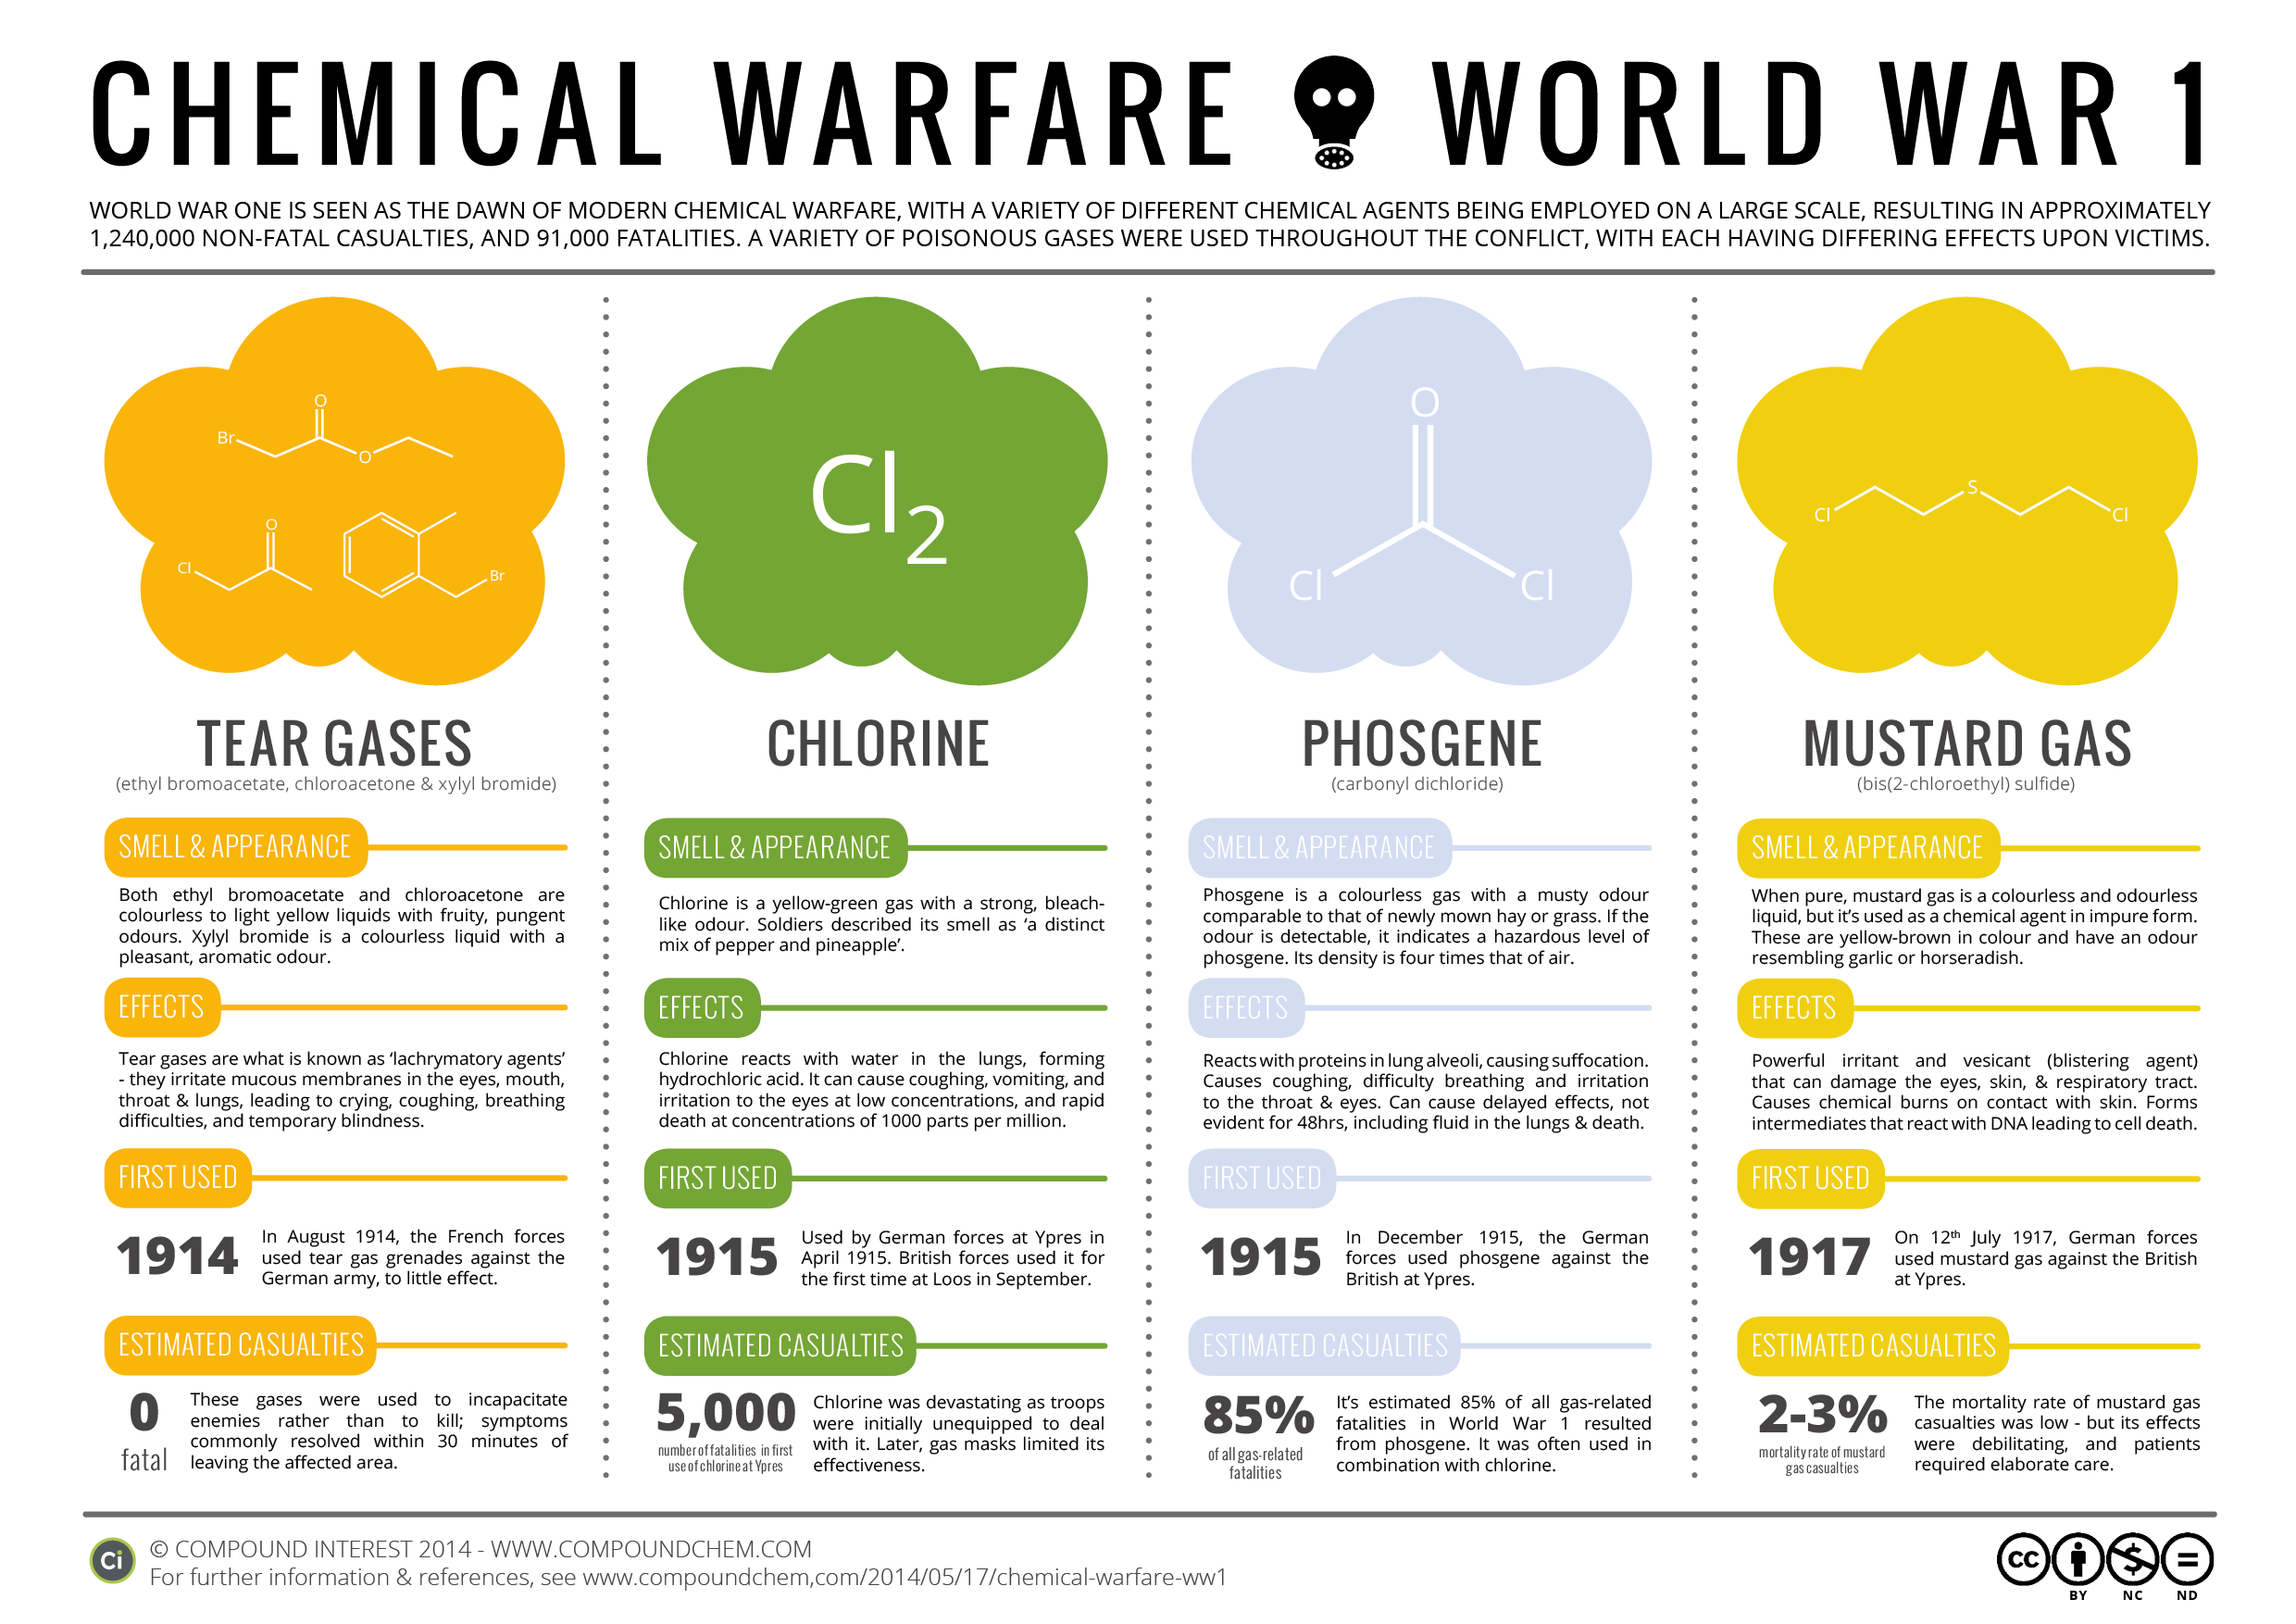 CHEMICAL WARFARE WORLD WAR 1
WORLD WAR ONE IS SEEN AS THE DAWN OF MODERN CHEMICAL WARFARE, WITH A VARIETY OF DIFFERENT CHEMICAL AGENTS BEING EMPLOYED ON A LARGE SCALE, RESULTING IN APPROXIMATELY
1,240,000 NON-FATAL CASUALTIES, AND 91,000 FATALITIES. A VARIETY OF POISONOUS GASES WERE USED THROUGHOUT THE CONFLICT, WITH EACH HAVING DIFFERING EFFECTS UPON VICTIMS.
O
Br
O
O
Cl
Br
TEAR GASES
(ethyl bromoacetate, chloroacetone & xylyl bromide)
SMELL & APPEARANCE
Both ethyl bromoacetate and chloroacetone are
colourless to light yellow liquids with fruity, pungent
odours. Xylyl bromide is a colourless liquid with a
pleasant, aromatic odour.
EFFECTS
Tear gases are what is known as ‘lachrymatory agents’
- they irritate mucous membranes in the eyes, mouth,
throat & lungs, leading to crying, coughing, breathing
difficulties, and temporary blindness.
FIRST USED
1914
In August 1914, the French forces
used tear gas grenades against the
German army, to little effect.
ESTIMATED CASUALTIES
0
fatal
These gases were used to incapacitate
enemies rather than to kill; symptoms
commonly resolved within 30 minutes of
leaving the affected area.
Cl2
CHLORINE
SMELL & APPEARANCE
Chlorine is a yellow-green gas with a strong, bleach-
like odour. Soldiers described its smell as ‘a distinct
mix of pepper and pineapple’.
EFFECTS
Chlorine reacts with water in the lungs, forming
hydrochloric acid. It can cause coughing, vomiting, and
irritation to the eyes at low concentrations, and rapid
death at concentrations of 1000 parts per million.
FIRST USED
1915
Used by German forces at Ypres in
April 1915. British forces used it for
the first time at Loos in September.
ESTIMATED CASUALTIES
5,000
number of fatalities in first
use of chlorine at Ypres
Chlorine was devastating as troops
were initially unequipped to deal
with it. Later, gas masks limited its
effectiveness.
O
Cl
Cl
PHOSGENE
(carbonyl dichloride)
SMELL & APPEARANCE
Phosgene is a colourless gas with a musty odour
comparable to that of newly mown hay or grass. If the
odour is detectable, it indicates a hazardous level of
phosgene. Its density is four times that of air.
EFFECTS
Reacts with proteins in lung alveoli, causing suffocation.
Causes coughing, difficulty breathing and irritation
to the throat & eyes. Can cause delayed effects, not
evident for 48hrs, including fluid in the lungs & death.
FIRST USED
1915
In December 1915, the German
forces used phosgene against the
British at Ypres.
ESTIMATED CASUALTIES
85%
of all gas-related
fatalities
It’s estimated 85% of all gas-related
fatalities in World War 1 resulted
from phosgene. It was often used in
combination with chlorine.
S
Cl
Cl
MUSTARD GAS
(bis(2-chloroethyl) sulfide)
SMELL & APPEARANCE
When pure, mustard gas is a colourless and odourless
liquid, but it’s used as a chemical agent in impure form.
These are yellow-brown in colour and have an odour
resembling garlic or horseradish.
EFFECTS
Powerful irritant and vesicant (blistering agent)
that can damage the eyes, skin, & respiratory tract.
Causes chemical burns on contact with skin. Forms
intermediates that react with DNA leading to cell death.
FIRST USED
1917
On 12th July 1917, German forces
used mustard gas against the British
at Ypres.
ESTIMATED CASUALTIES
2-3%
mortality rate of mustard
gas casualties
The mortality rate of mustard gas
casualties was low - but its effects
were debilitating, and patients
required elaborate care.
Ci
© COMPOUND INTEREST 2014 - WWW.COMPOUNDCHEM.COM
For further information & references, see www.compoundchem,com/2014/05/17/chemical-warfare-ww1
CC $ =
BY NC ND